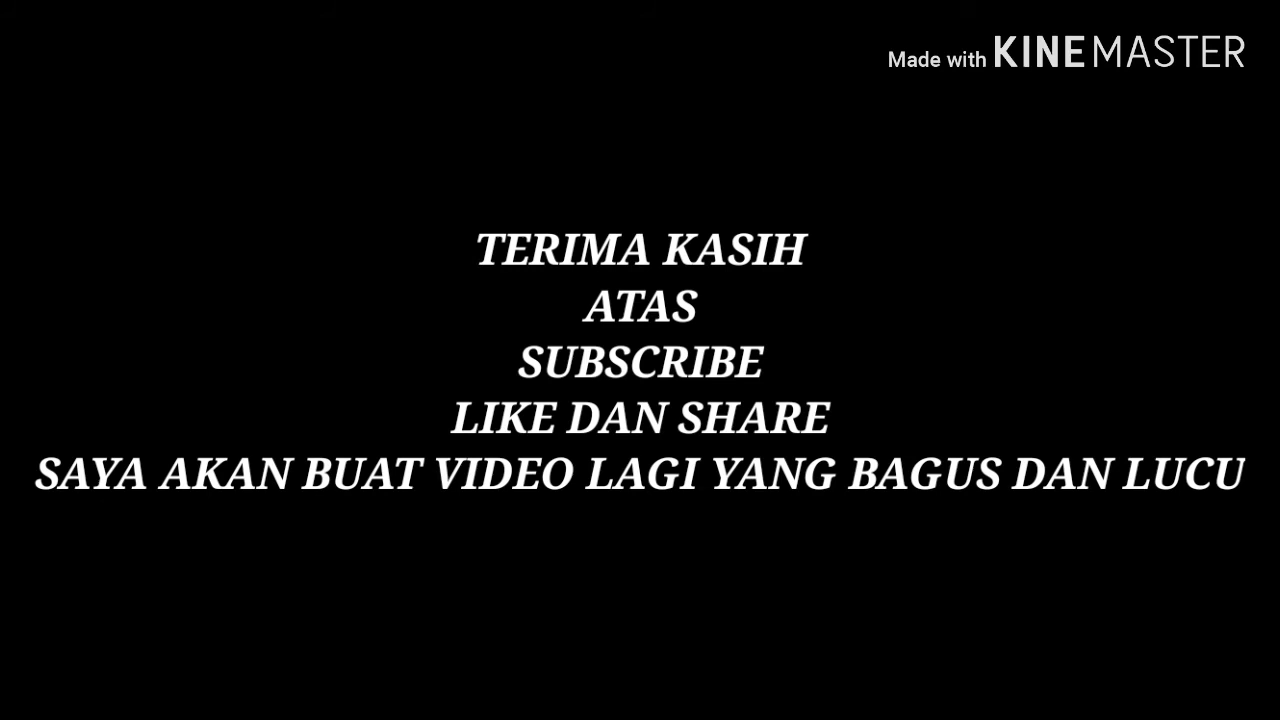 Made with KINEMASTER
TERIMA KASIH
ATAS
SUBSCRIBE
LIKE DAN SHARE
SAYA AKAN BUAT VIDEO LAGI YANG BAGUS DAN LUCU